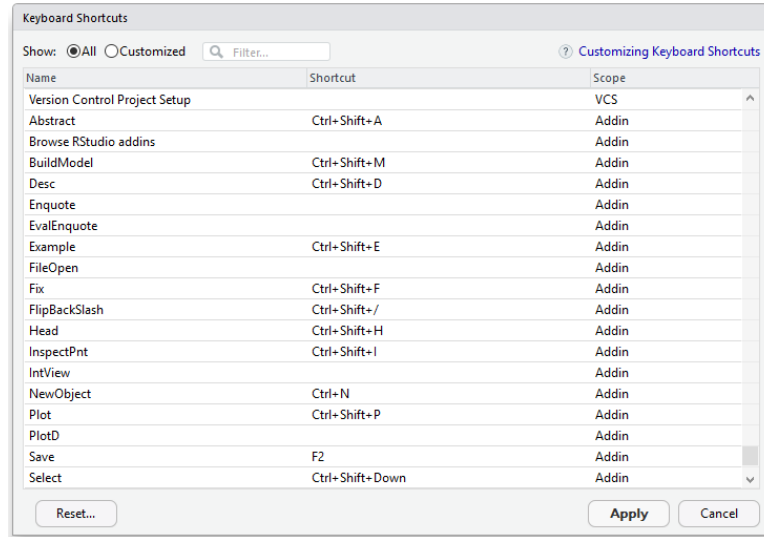 Keyboard Shortcuts
Show: All Customized Filter... ? Customizing Keyboard Shortcuts
Name Shortcut Scope
Version Control Project Setup VCS
Abstract Ctrl+Shift+A Addin
Browse RStudio addins Addin
BuildModel Ctrl+Shift+M Addin
Desc Ctrl+Shift+D Addin
Enquote Addin
EvalEnquote Addin
Example Ctrl+Shift+E Addin
FileOpen Addin
Fix Ctrl+Shift+F Addin
FlipBackSlash Ctrl+Shift+/ Addin
Head Ctrl+Shift+H Addin
InspectPnt Ctrl+Shift+I Addin
IntView Addin
NewObject Ctrl+N Addin
Plot Ctrl+Shift+P Addin
PlotD Addin
Save F2 Addin
Select Ctrl+Shift+Down Addin
Reset... Apply Cancel